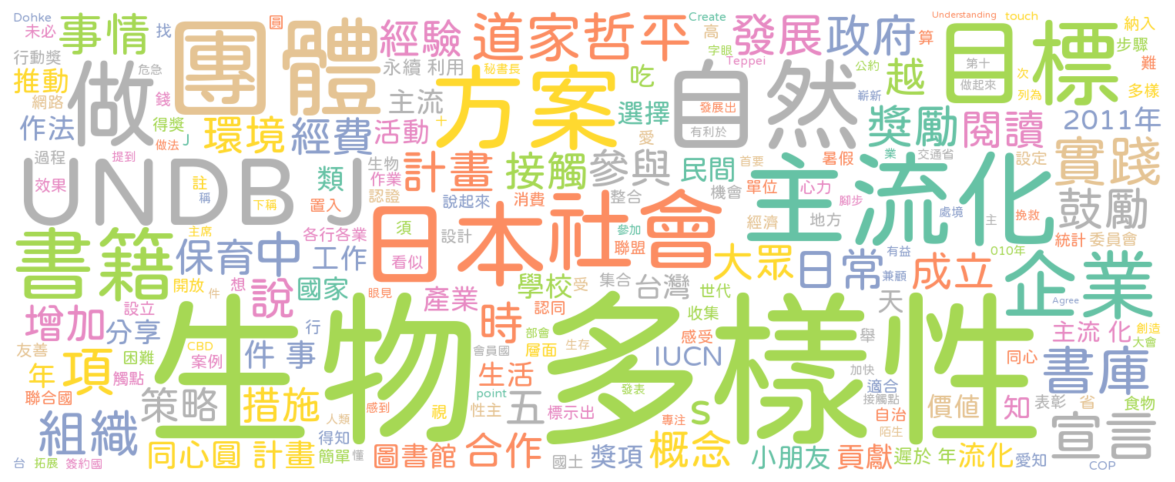 Dohke
未必
事情
找
圓
團體
經驗
道家哲平
Create
高
字眼
Teppei
發展
政府
算
Understanding
touch
納入
步驟
難
目標
行動獎
推動
危急
做
永續 利用
秘書長
主流
方案
吃
選擇
自然
公約
越
嶄新
第十
做起來
次
列為
多樣
網路
錢
作法
得獎
J
做法
環境
經費
活動
十
愛
發展出
有利於
獎勵
閱讀
2011年
過程
提到
效果
UNDB J
註
稱
下稱
類
生物
作業
認證
置入
計畫
說起來
消費
接觸
參與
整合
民間
機會
首要
單位
經濟
暑假
心力
地方
交通省
業
腳步
主流化
處境
主
設定
挽救
實踐
鼓勵
統計
委員會
書籍
主席
保育
中
各行各業
工作
須
看似
設計
日本
社會
參加
聯盟
大眾
日常
有益
兼顧
成立
010年
企業
開放
件
想
設立
說
國家
眼見
產業
學校
受
集合
台灣
世代
收集
天
Agree
增加
分享
行
時
認同
部會
層面
感受
舉
主流 化
創造
大會
友善
困難
CBD
案例
件 事
會員國
生存
IUCN
加快
同心
書庫
年
項
觸點
生物多樣性
生活
適合
接觸點
聯合國
策略
措施
人類
感到
視
point
性主
五
標示出
發表
專注
s
自治
陌生
價值
知
表彰
省
食物
組織
得知
宣言
同心圓 計畫
簡單
懂
圖書館
合作
國土
獎項
概念
小朋友
貢獻
遲於 年
流化
愛知
COP
台
拓展
簽約國